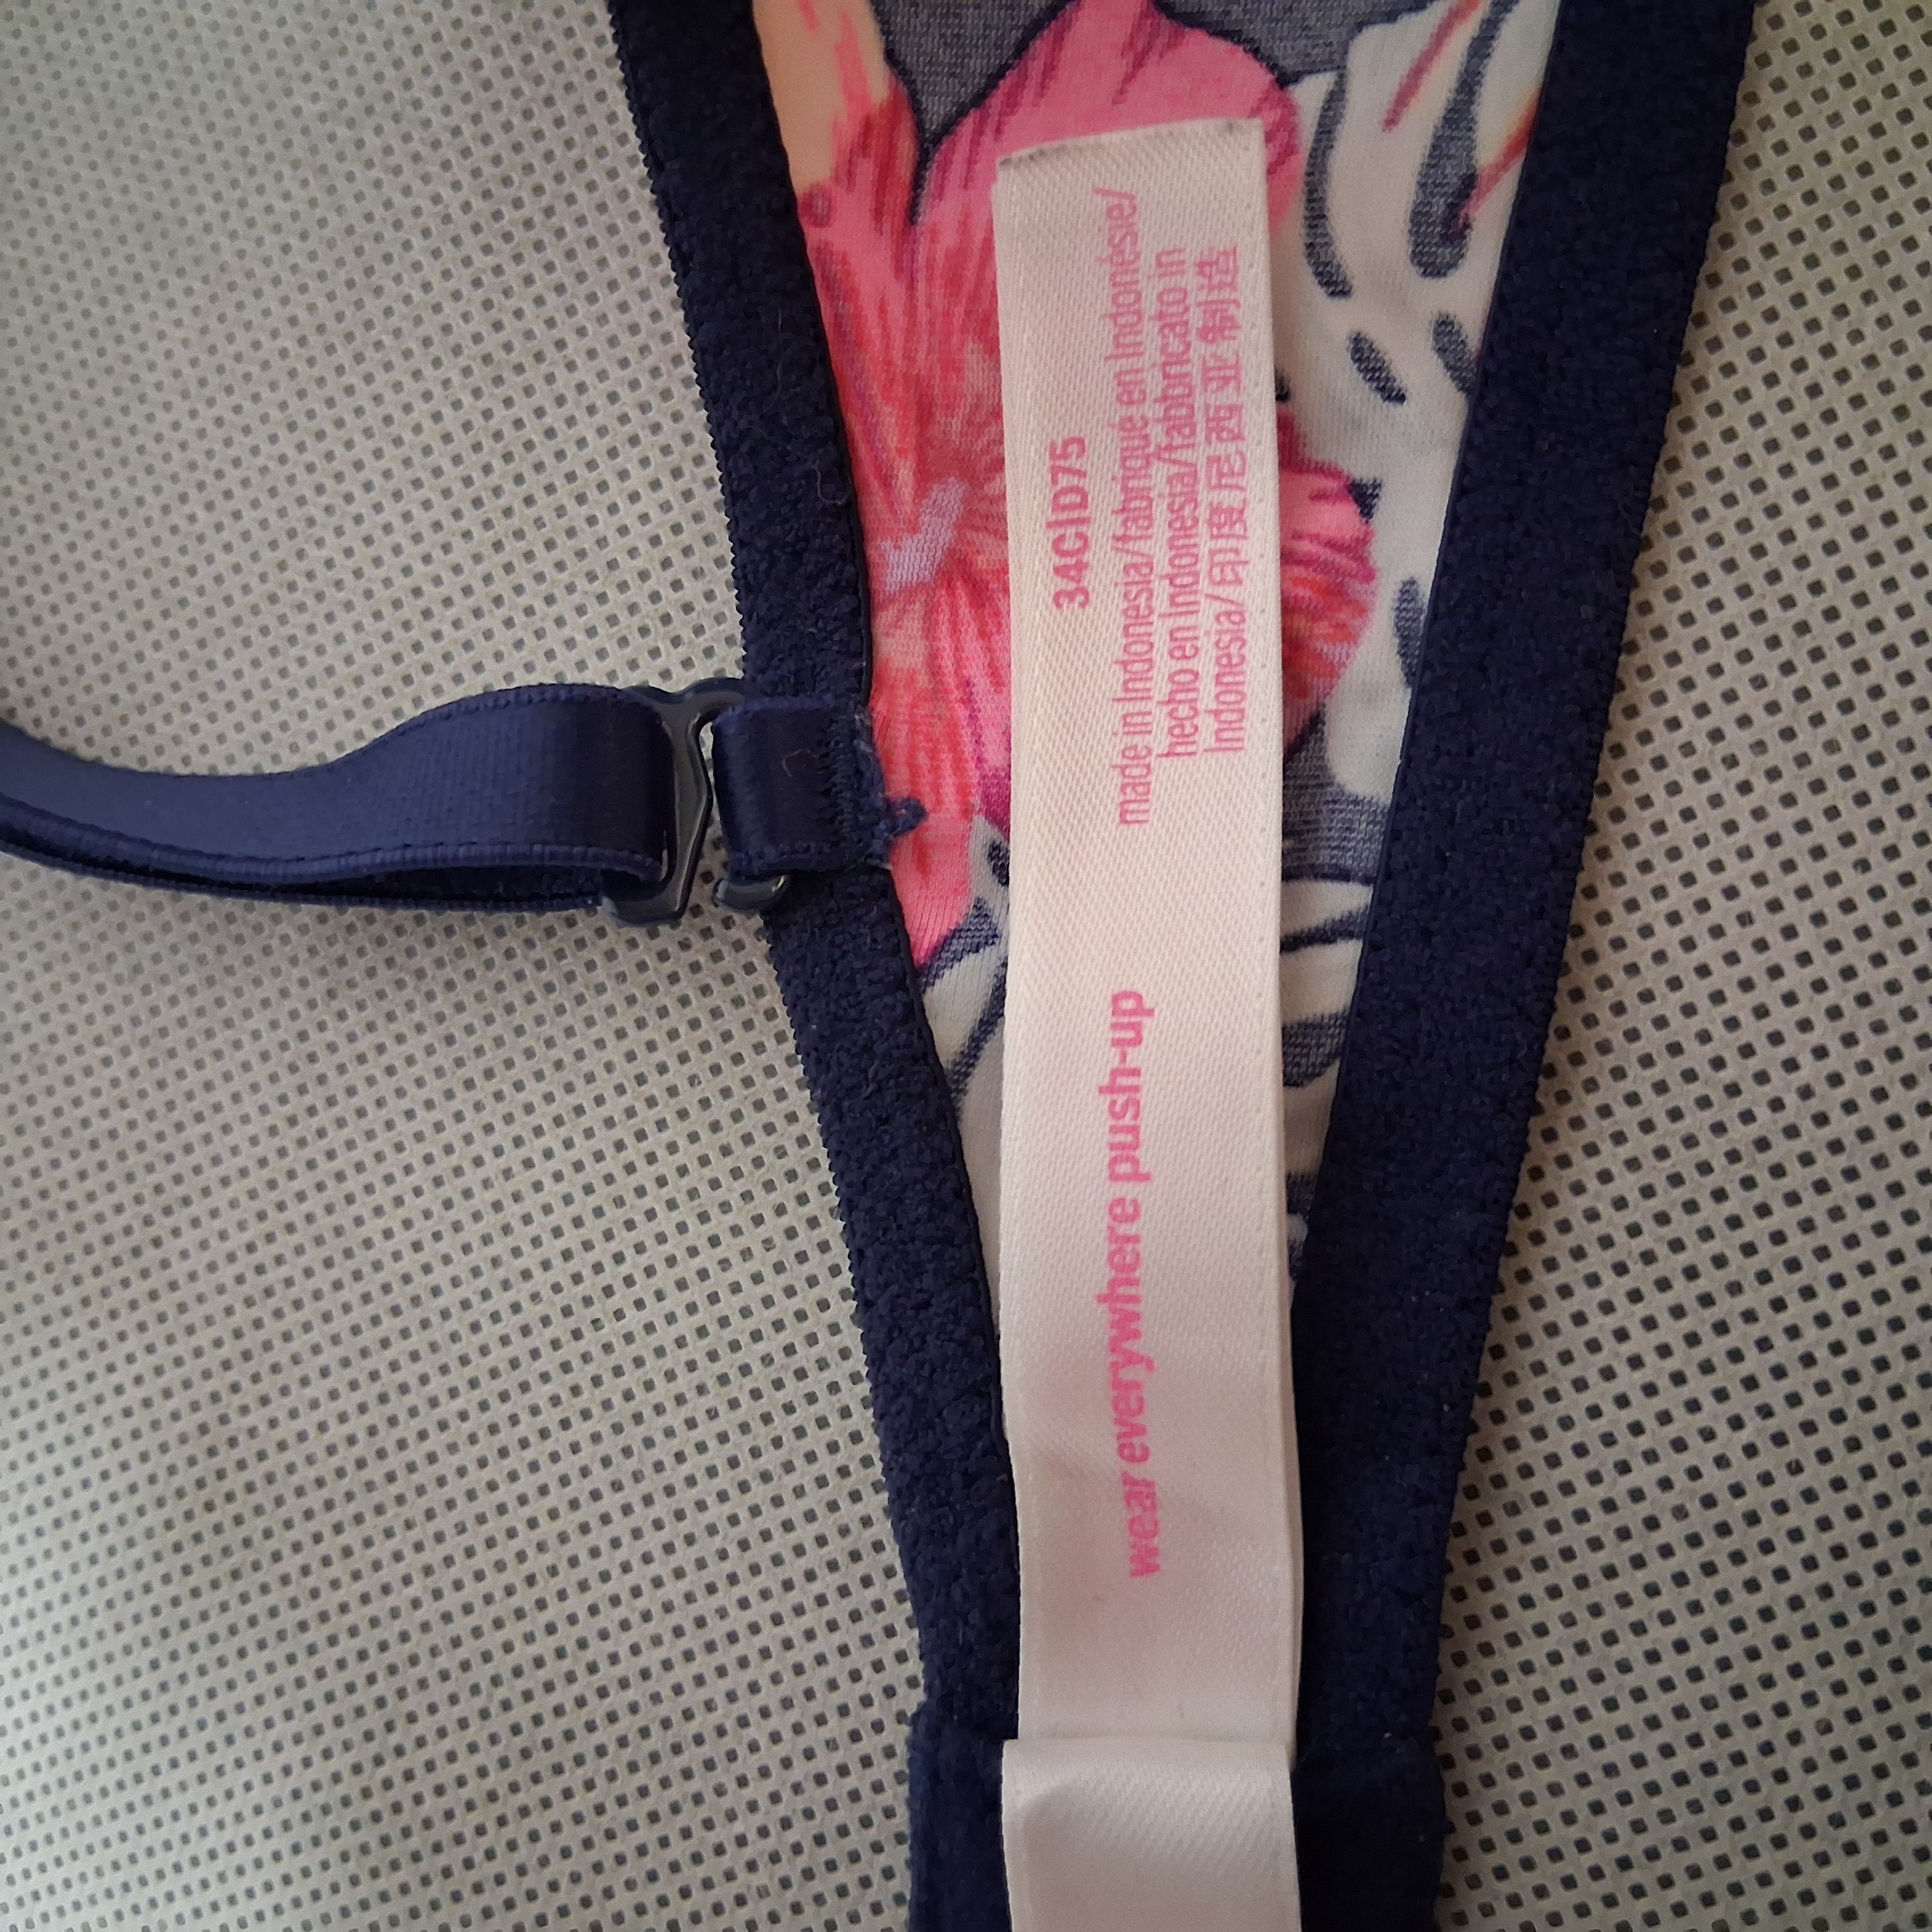 34C|D75
made in Indonesia/fabriqué en Indonésie/
hecho en Indonesia/fabbricato in
Indonesia/印度尼西亚制造
wear everywhere push-up